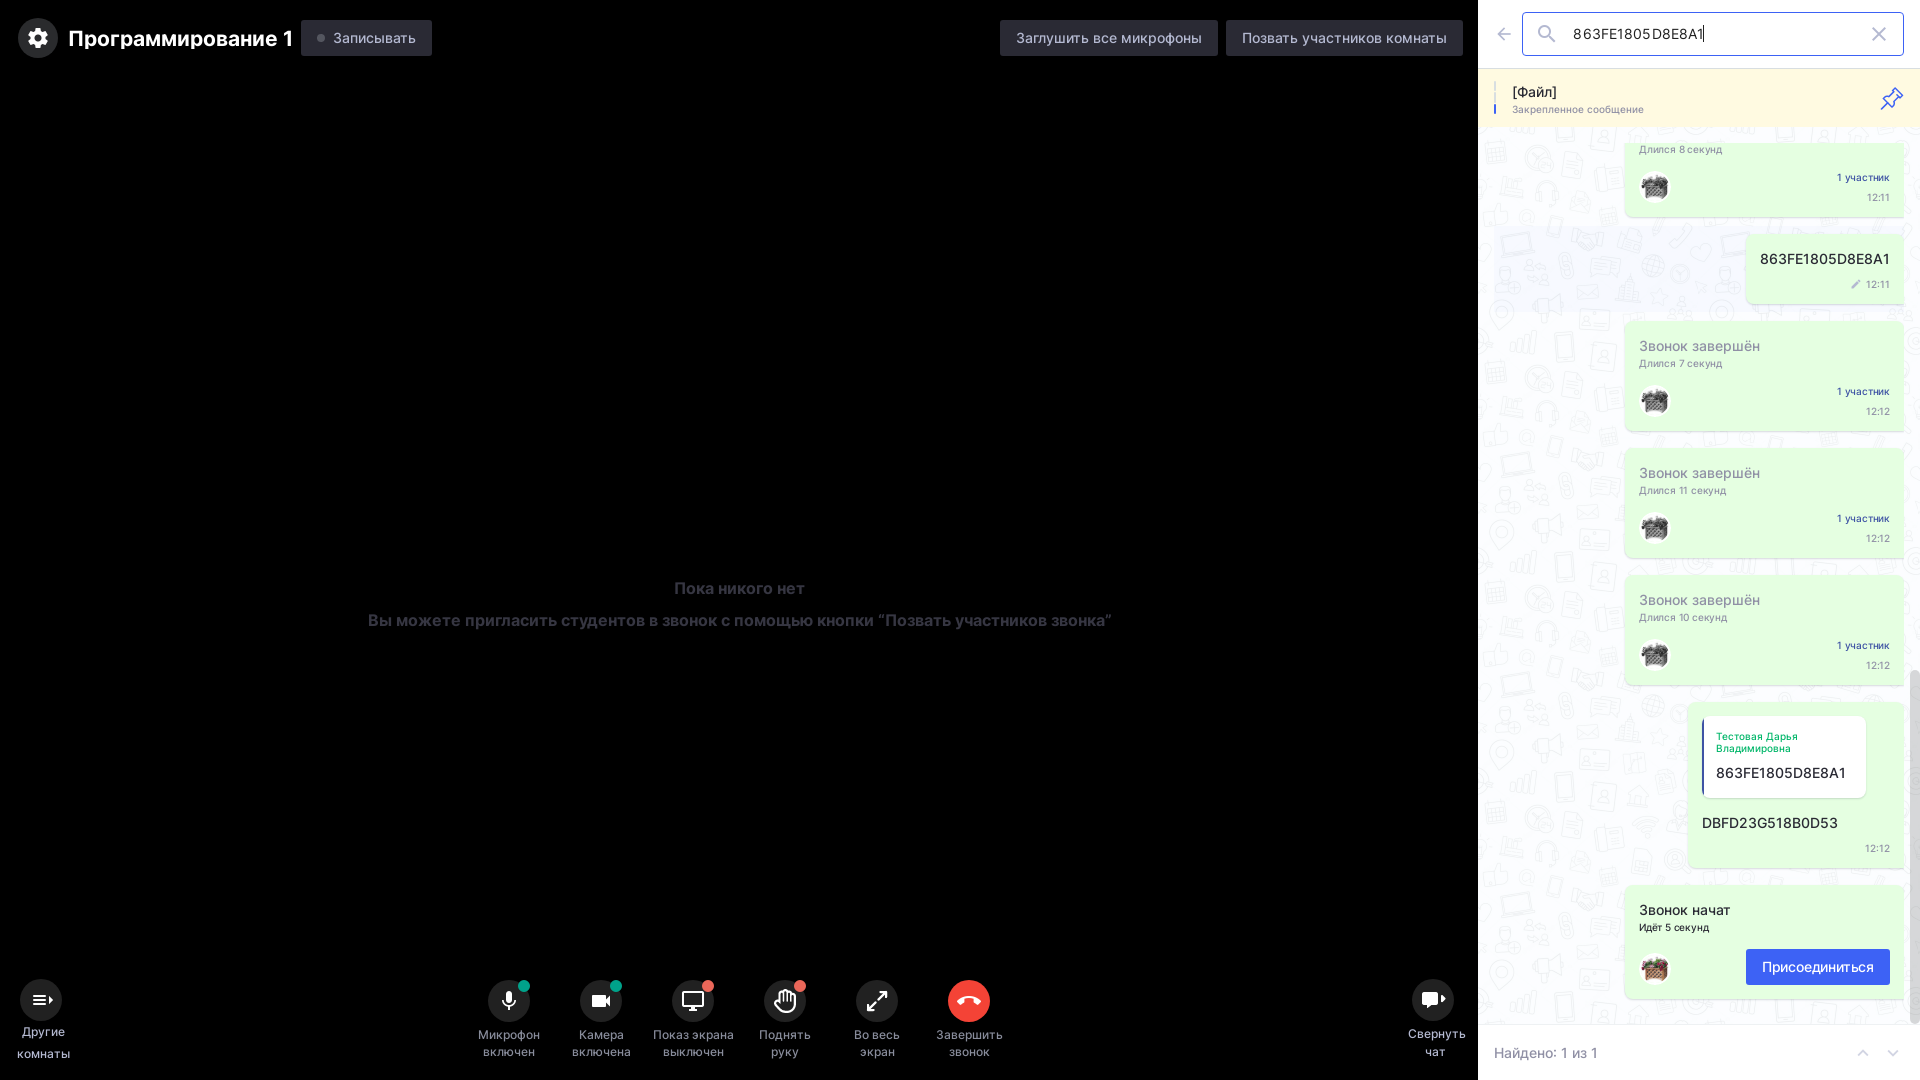 Программирование 1
Записывать
Заглушить все микрофоны
Позвать участников комнаты
863FE1805D8E8A1
[Файл]
Закрепленное сообщение
Длился 8 секунд
1 участник
12:11
863FE1805D8E8A1
12:11
Звонок завершён
Длился 7 секунд
1 участник
12:12
Звонок завершён
Длился 11 секунд
1 участник
12:12
Звонок завершён
Длился 10 секунд
1 участник
12:12
Тестовая Дарья
Владимировна
863FE1805D8E8A1
DBFD23G518B0D53
12:12
Звонок начат
Идёт 5 секунд
Присоединиться
Найдено: 1 из 1
Пока никого нет
Вы можете пригласить студентов в звонок с помощью кнопки “Позвать участников звонка”
Другие
комнаты
Микрофон
включен
Камера
включена
Показ экрана
выключен
Поднять
руку
Во весь
экран
Завершить
звонок
Свернуть
чат